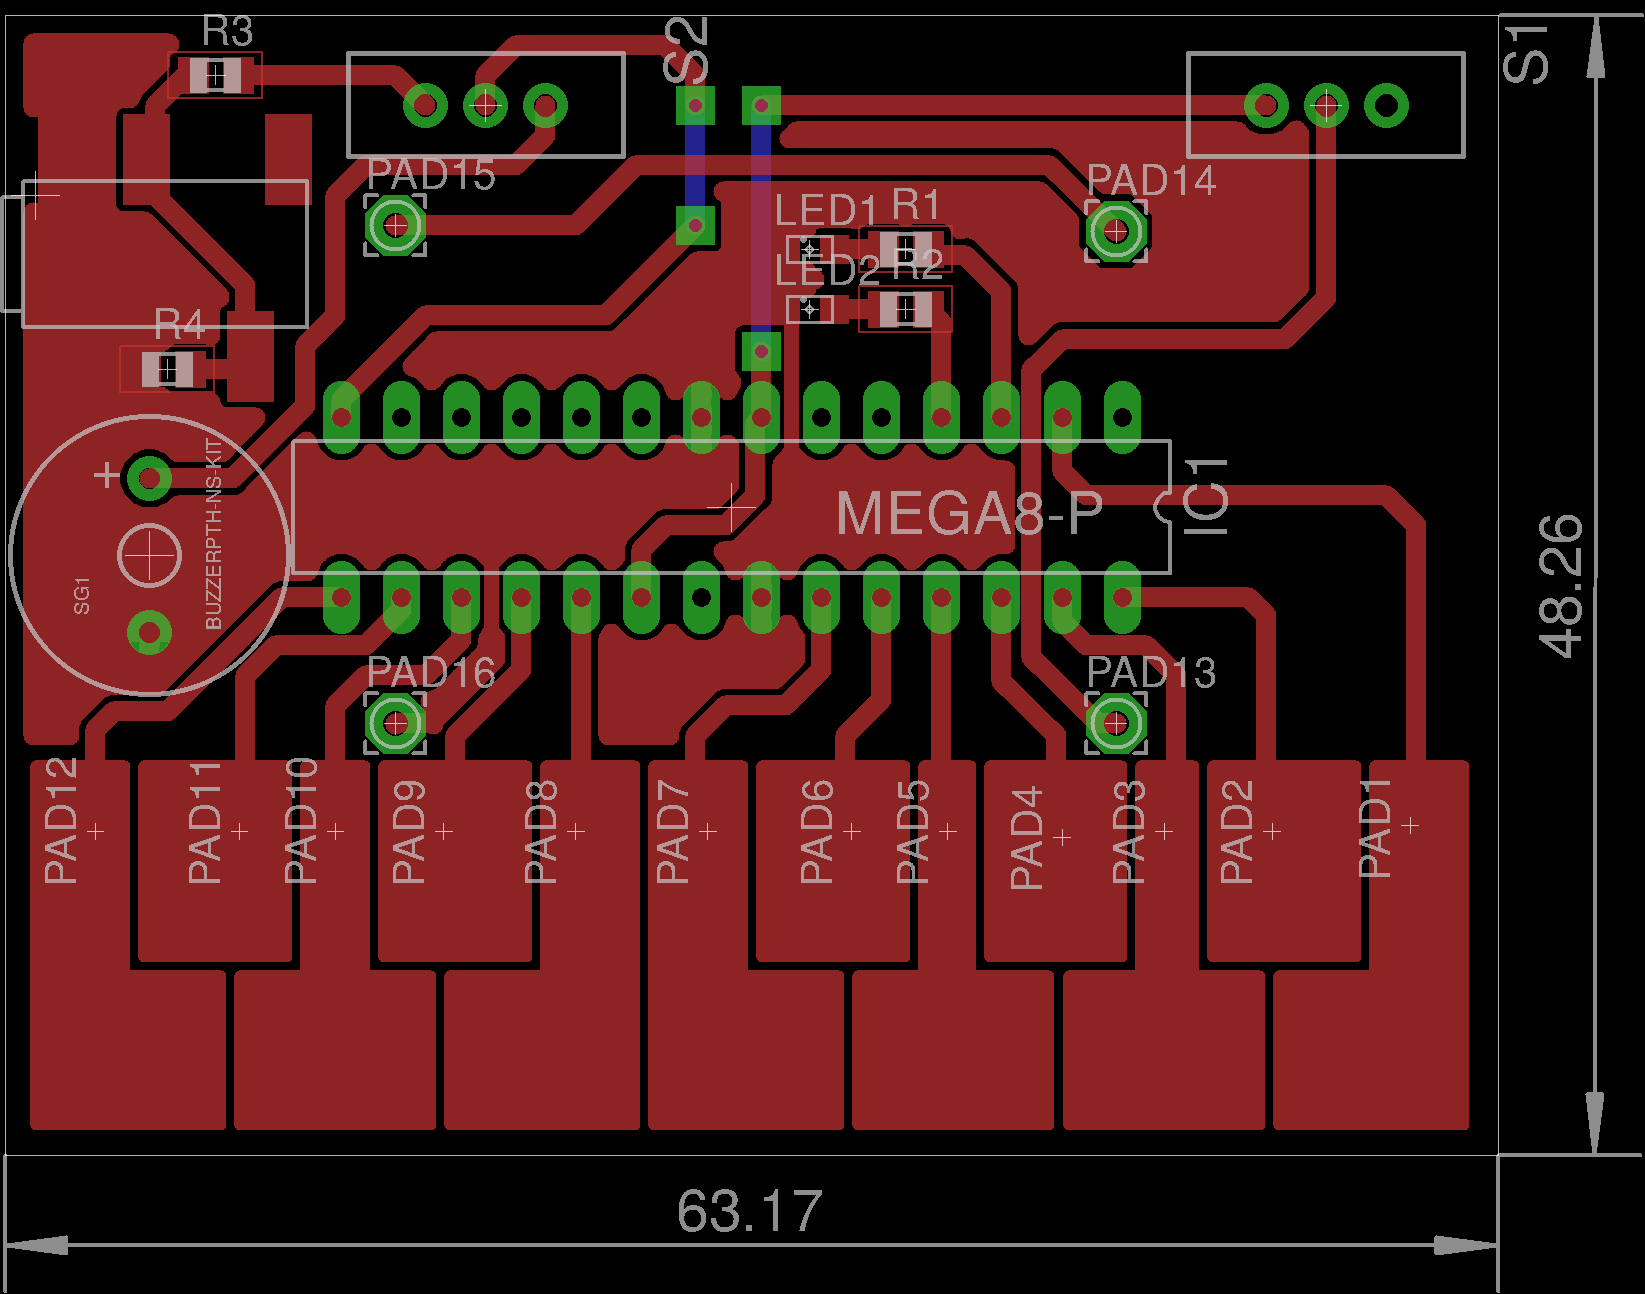 R3
S2
S1
PAD15
PAD14
LED1
R1
LED2
R2
R4
+
BUZZERPTH-NS-KIT
SG1
MEGA8-P
IC1
PAD16
PAD13
PAD12
PAD11
PAD10
PAD9
PAD8
PAD7
PAD6
PAD5
PAD4
PAD3
PAD2
PAD1
48.26
63.17